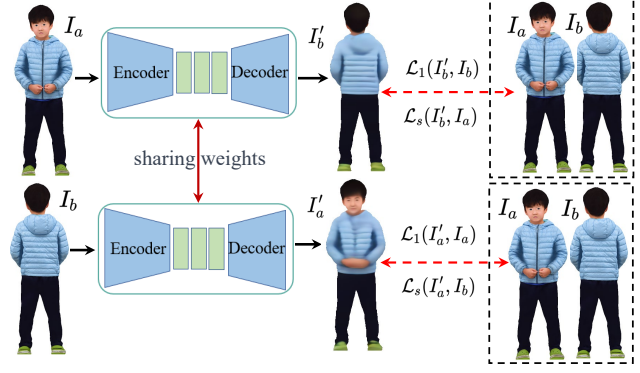 I_a
Encoder
Decoder
I'_b
L_1(I'_b, I_b)
L_s(I'_b, I_a)
I_a
I_b
sharing weights
I_b
Encoder
Decoder
I'_a
L_1(I'_a, I_a)
L_s(I'_a, I_b)
I_a
I_b